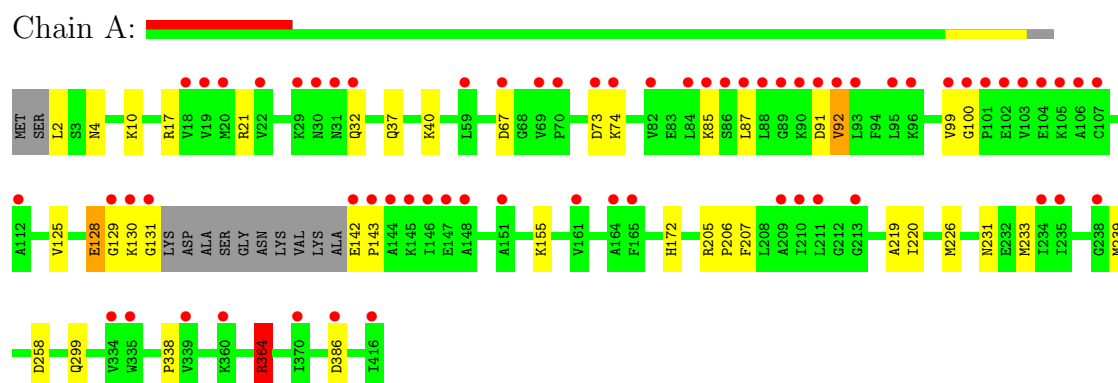 Chain A:
MET SER L2 S3 N4 K10 R17 V18 V19 M20 R21 V22 K29 N30 N31 Q32 Q37 K40 L59 D67 G68 V69 P70 D73 K74 V82 E83 L84 K85 S86 L87 L88 G89 K90 D91 V92 L93 E94 L95 K96 V99 G100 P101 E102 V103 E104 K105 A106 G107
A112 V125 E128 G129 K130 G131 LYS ASP ALA SER GLY ASN LYS VAL LYS ALA E142 P143 A144 K145 I146 E147 A148 A151 K155 V161 A164 F165 H172 R205 P206 F207 L208 A209 I210 L211 G212 G213 A219 I220 M226 N231 E232 M233 I234 I235 G238 M239
D258 Q299 V334 W335 P338 V339 K360 R364 I370 D386 I416